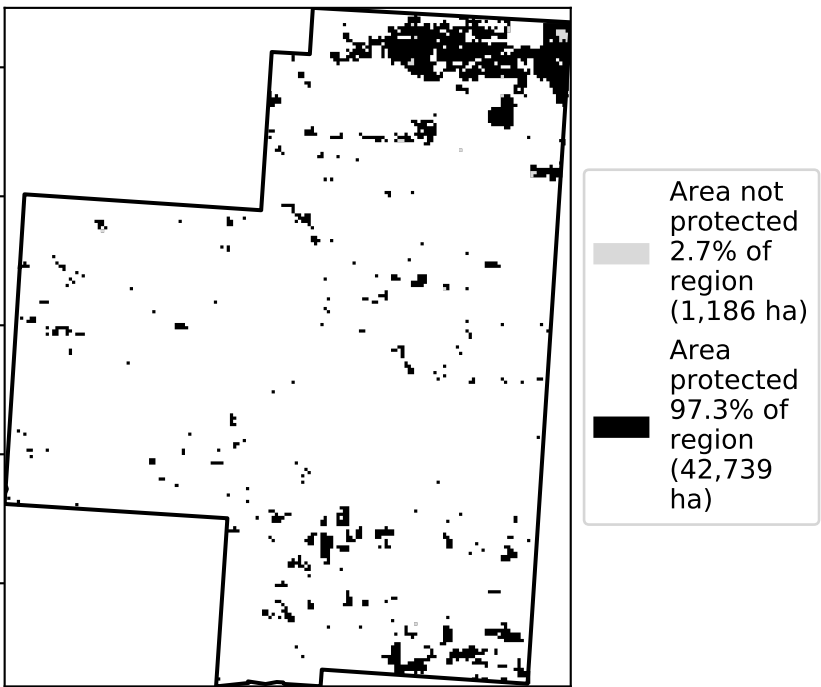 Area not
protected
2.7% of
region
(1,186 ha)
Area
protected
97.3% of
region
(42,739
ha)